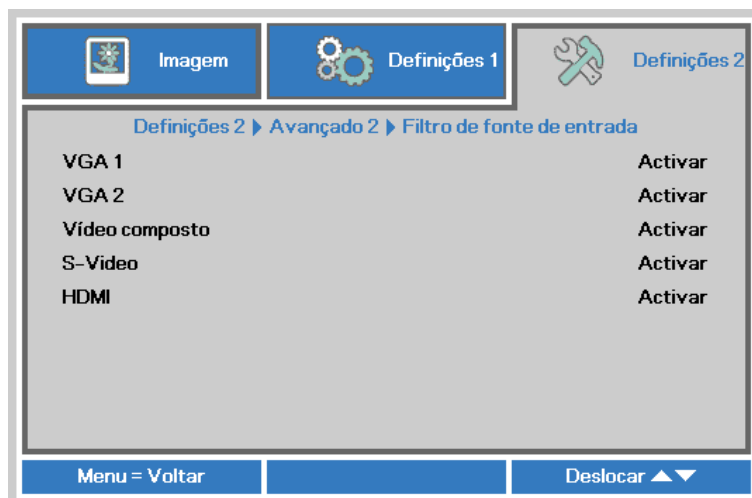 Imagem Definições 1 Definições 2
Definições 2 ▶ Avançado 2 ▶ Filtro de fonte de entrada
VGA 1 Activar
VGA 2 Activar
Vídeo composto Activar
S-Video Activar
HDMI Activar
Menu = Voltar Deslocar ▲▼